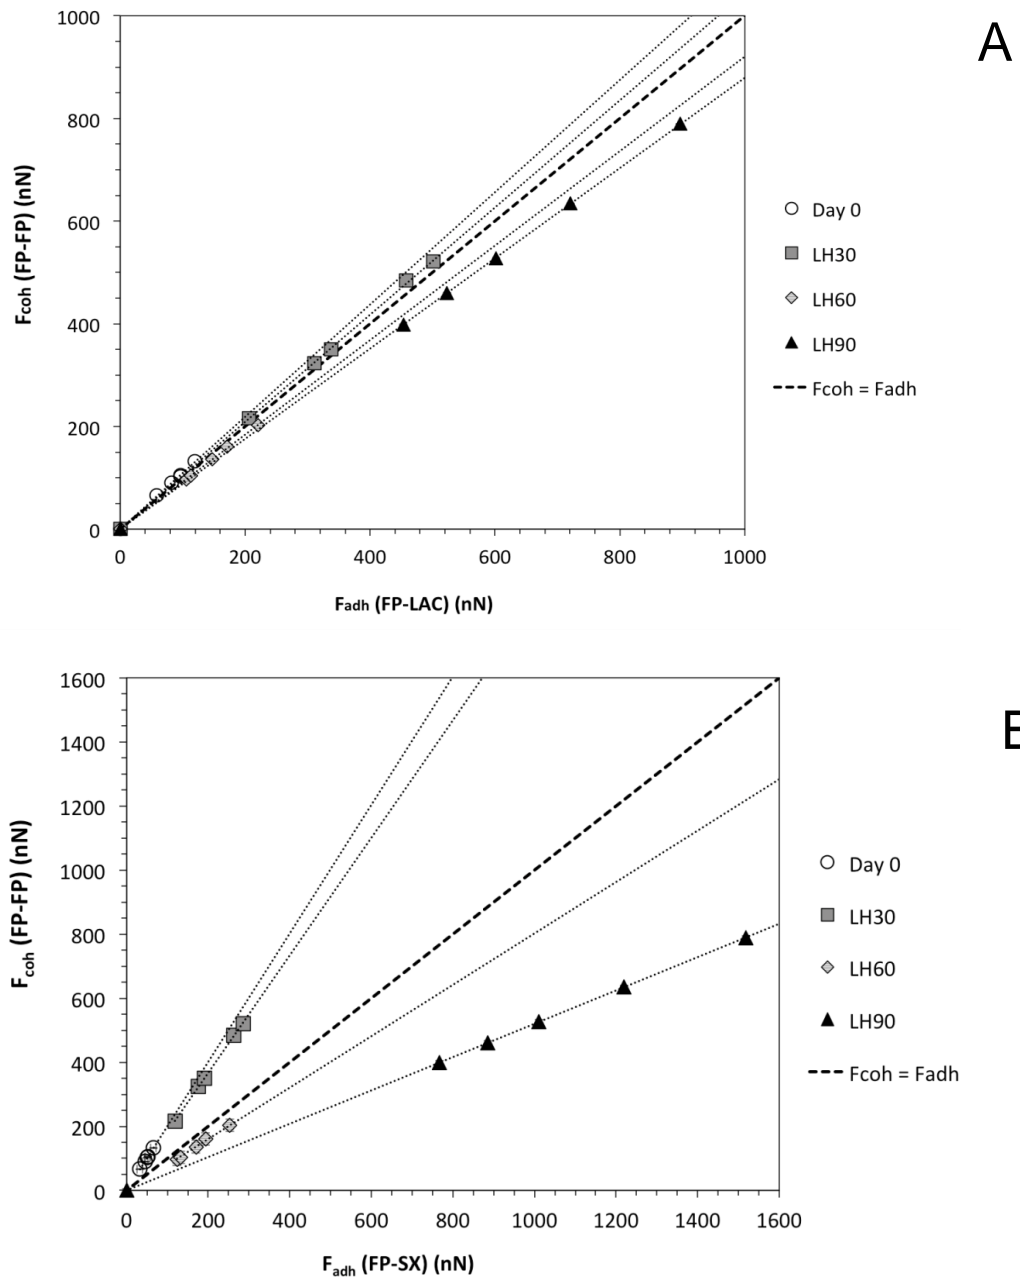 A
1000
800
600
400
200
0
Fcoh (FP-FP) (nN)
0 200 400 600 800 1000
Fadh (FP-LAC) (nN)
Day 0
LH30
LH60
LH90
Fcoh = Fadh
1600
1400
1200
1000
800
600
400
200
0
Fcoh (FP-FP) (nN)
0 200 400 600 800 1000 1200 1400 1600
Fadh (FP-SX) (nN)
Day 0
LH30
LH60
LH90
Fcoh = Fadh